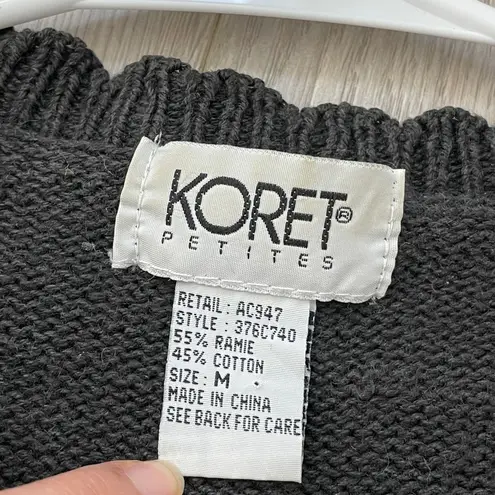 KORET®
PETITES
RETAIL: AC947
STYLE: 376C740
55% RAMIE
45% COTTON
SIZE: M
MADE IN CHINA
SEE BACK FOR CARE